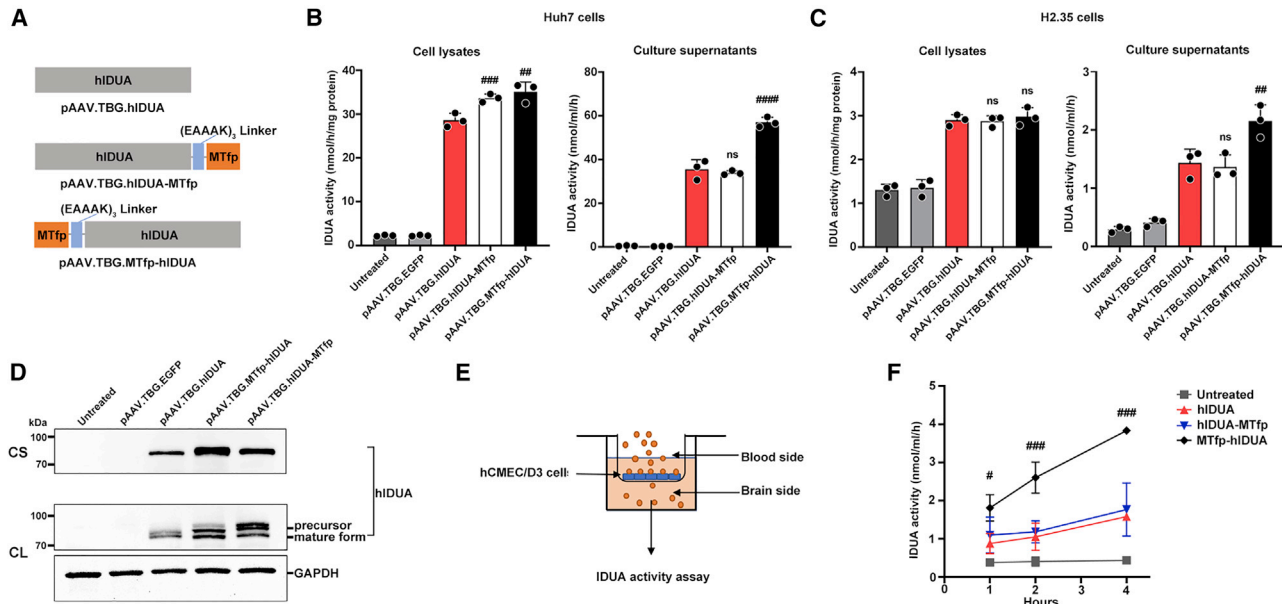 A
hIDUA
pAAV.TBG.hIDUA
(EAAAK)₃ Linker
hIDUA
MTfp
pAAV.TBG.hIDUA-MTfp
(EAAAK)₃ Linker
MTfp
hIDUA
pAAV.TBG.MTfp-hIDUA
B
Huh7 cells
Cell lysates
IDUA activity (nmol/h/mg protein)
40
30
20
10
0
###
##
Untreated
pAAV.TBG.EGFP
pAAV.TBG.hIDUA
pAAV.TBG.hIDUA-MTfp
pAAV.TBG.MTfp-hIDUA
Culture supernatants
IDUA activity (nmol/ml/h)
80
60
40
20
0
ns
####
Untreated
pAAV.TBG.EGFP
pAAV.TBG.hIDUA
pAAV.TBG.hIDUA-MTfp
pAAV.TBG.MTfp-hIDUA
C
H2.35 cells
Cell lysates
IDUA activity (nmol/h/mg protein)
4
3
2
1
0
ns
ns
Untreated
pAAV.TBG.EGFP
pAAV.TBG.hIDUA
pAAV.TBG.hIDUA-MTfp
pAAV.TBG.MTfp-hIDUA
Culture supernatants
IDUA activity (nmol/ml/h)
3
2
1
0
ns
##
Untreated
pAAV.TBG.EGFP
pAAV.TBG.hIDUA
pAAV.TBG.hIDUA-MTfp
pAAV.TBG.MTfp-hIDUA
D
Untreated
pAAV.TBG.EGFP
pAAV.TBG.hIDUA
pAAV.TBG.MTfp-hIDUA
pAAV.TBG.hIDUA-MTfp
kDa
100
CS
70
hIDUA
100
precursor
mature form
70
CL
GAPDH
E
Blood side
hCMEC/D3 cells
Brain side
IDUA activity assay
F
IDUA activity (nmol/ml/h)
5
4
3
2
1
0
#
###
###
0
1
2
4
Hours
Untreated
hIDUA
hIDUA-MTfp
MTfp-hIDUA